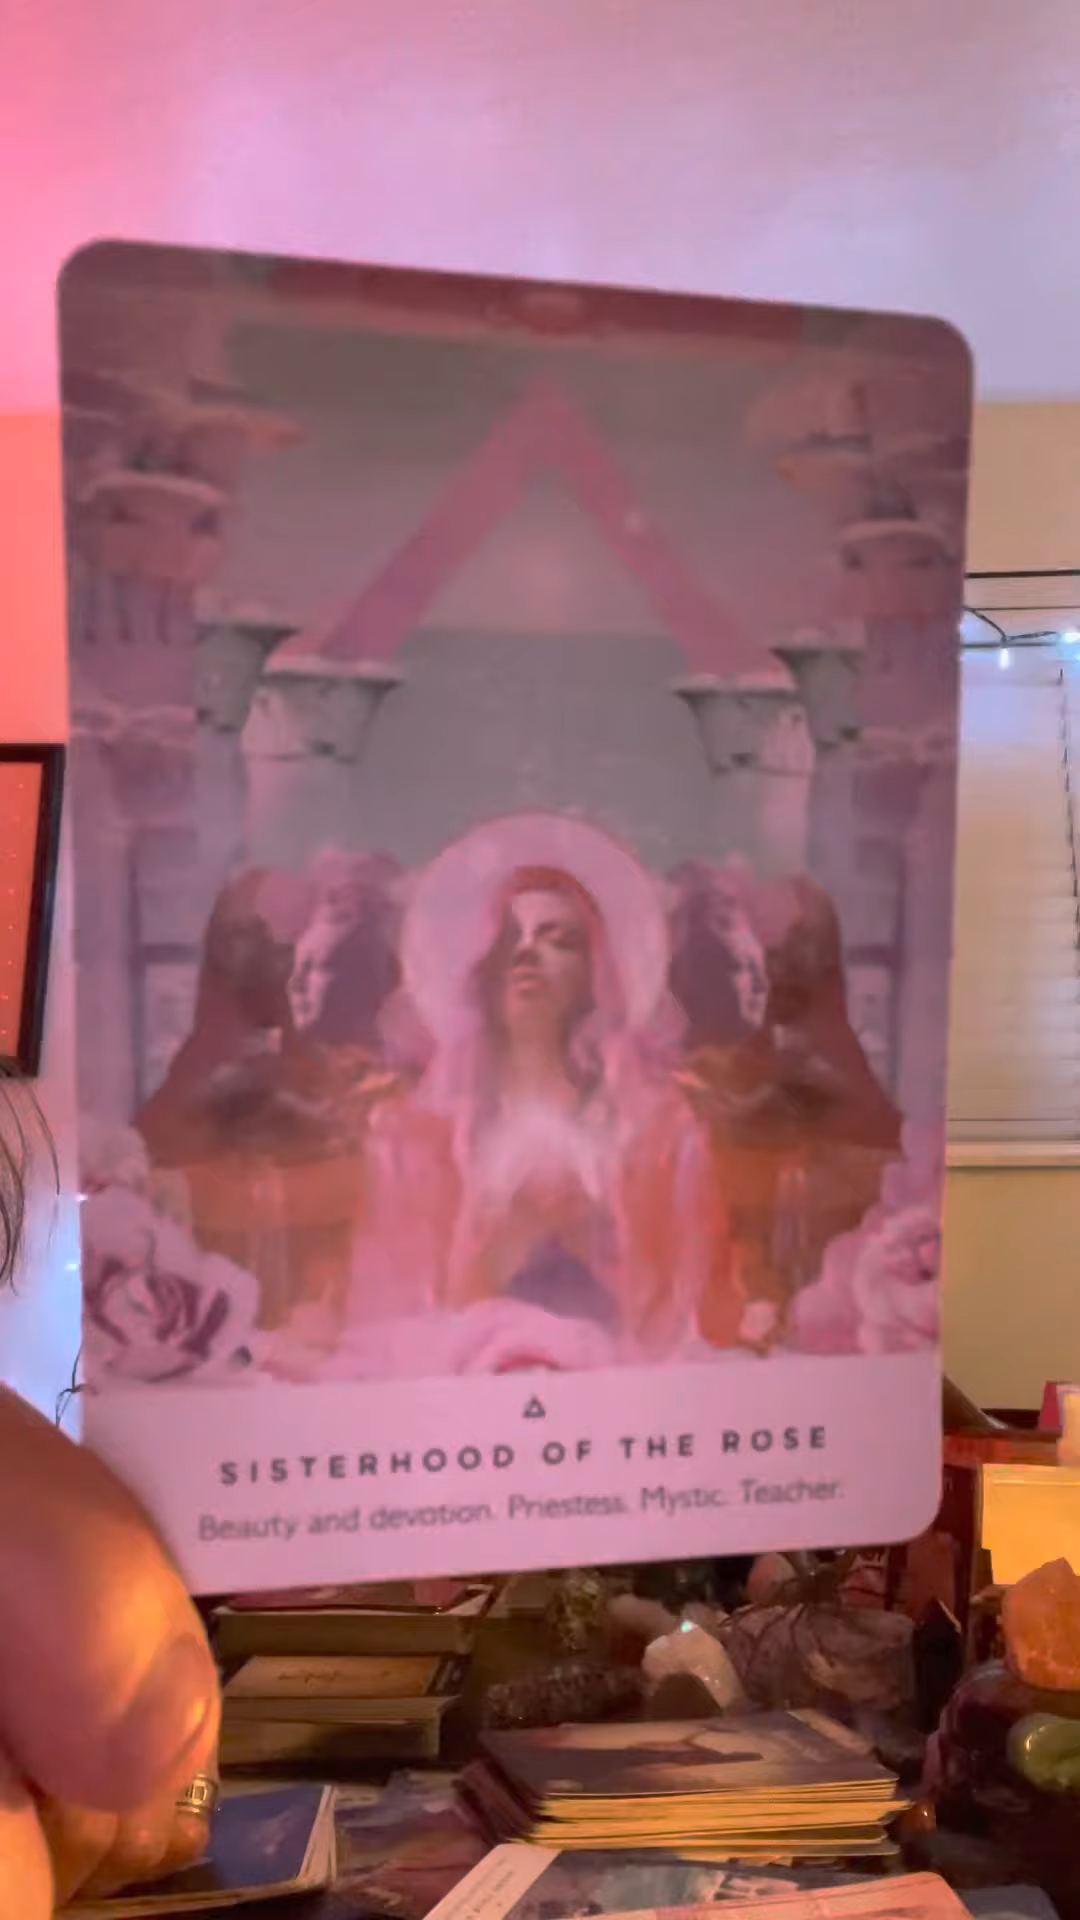 SISTERHOOD OF THE ROSE
Beauty and devotion. Priestess. Mystic. Teacher.